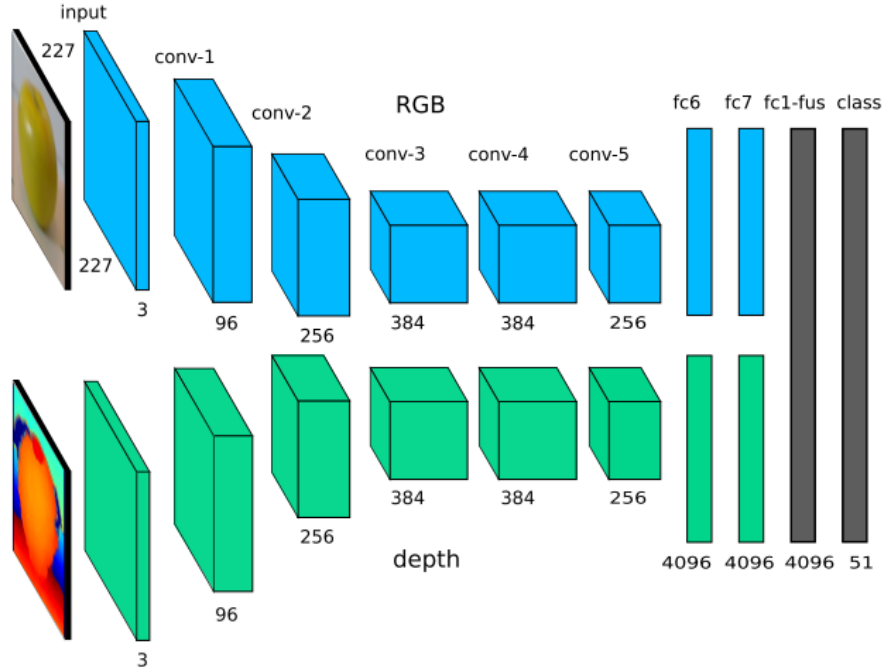 input
227
conv-1
conv-2
RGB
fc6 fc7 fc1-fus class
conv-3 conv-4 conv-5
227
3
96
256
384
384
256
384
384
256
256
depth
4096 4096 4096 51
96
3